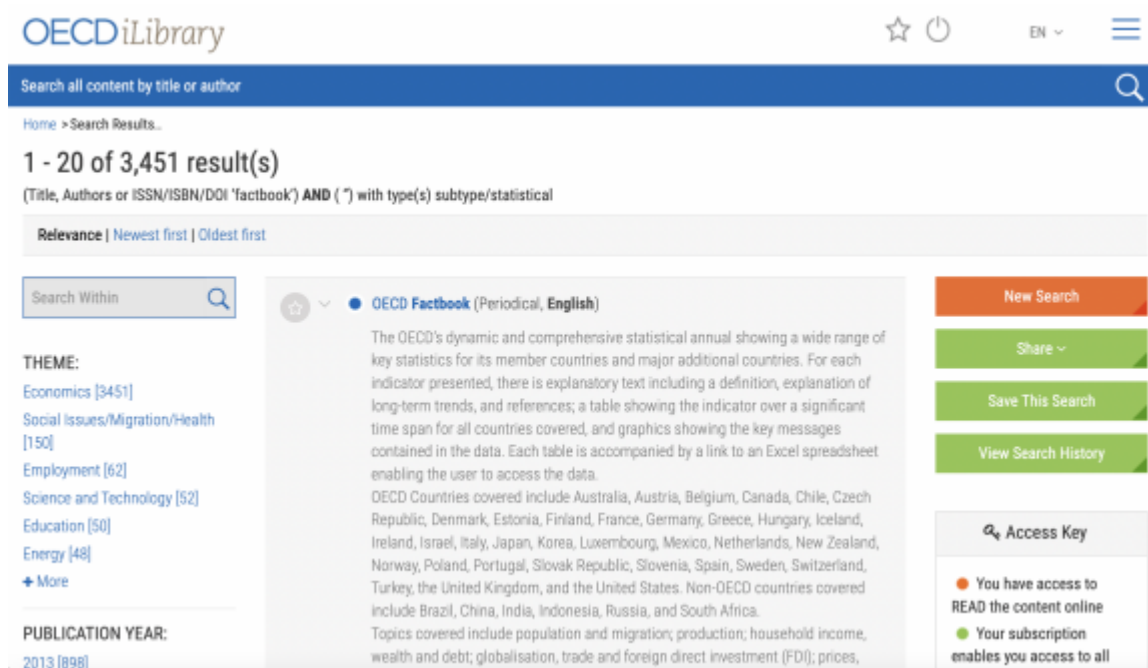 OECD iLibrary
EN
Search all content by title or author
Home > Search Results...
1 - 20 of 3,451 result(s)
(Title, Authors or ISSN/ISBN/DOI 'factbook') AND ( '') with type(s) subtype/statistical
Relevance | Newest first | Oldest first
Search Within
THEME:
Economics [3451]
Social Issues/Migration/Health
[150]
Employment [62]
Science and Technology [52]
Education [50]
Energy [48]
+ More
PUBLICATION YEAR:
2013 [898]
OECD Factbook (Periodical, English)
The OECD's dynamic and comprehensive statistical annual showing a wide range of
key statistics for its member countries and major additional countries. For each
indicator presented, there is explanatory text including a definition, explanation of
long-term trends, and references; a table showing the indicator over a significant
time span for all countries covered, and graphics showing the key messages
contained in the data. Each table is accompanied by a link to an Excel spreadsheet
enabling the user to access the data.
OECD Countries covered include Australia, Austria, Belgium, Canada, Chile, Czech
Republic, Denmark, Estonia, Finland, France, Germany, Greece, Hungary, Iceland,
Ireland, Israel, Italy, Japan, Korea, Luxembourg, Mexico, Netherlands, New Zealand,
Norway, Poland, Portugal, Slovak Republic, Slovenia, Spain, Sweden, Switzerland,
Turkey, the United Kingdom, and the United States. Non-OECD countries covered
include Brazil, China, India, Indonesia, Russia, and South Africa.
Topics covered include population and migration; production; household income,
wealth and debt; globalisation, trade and foreign direct investment (FDI); prices,
New Search
Share
Save This Search
View Search History
Access Key
You have access to
READ the content online
Your subscription
enables you access to all